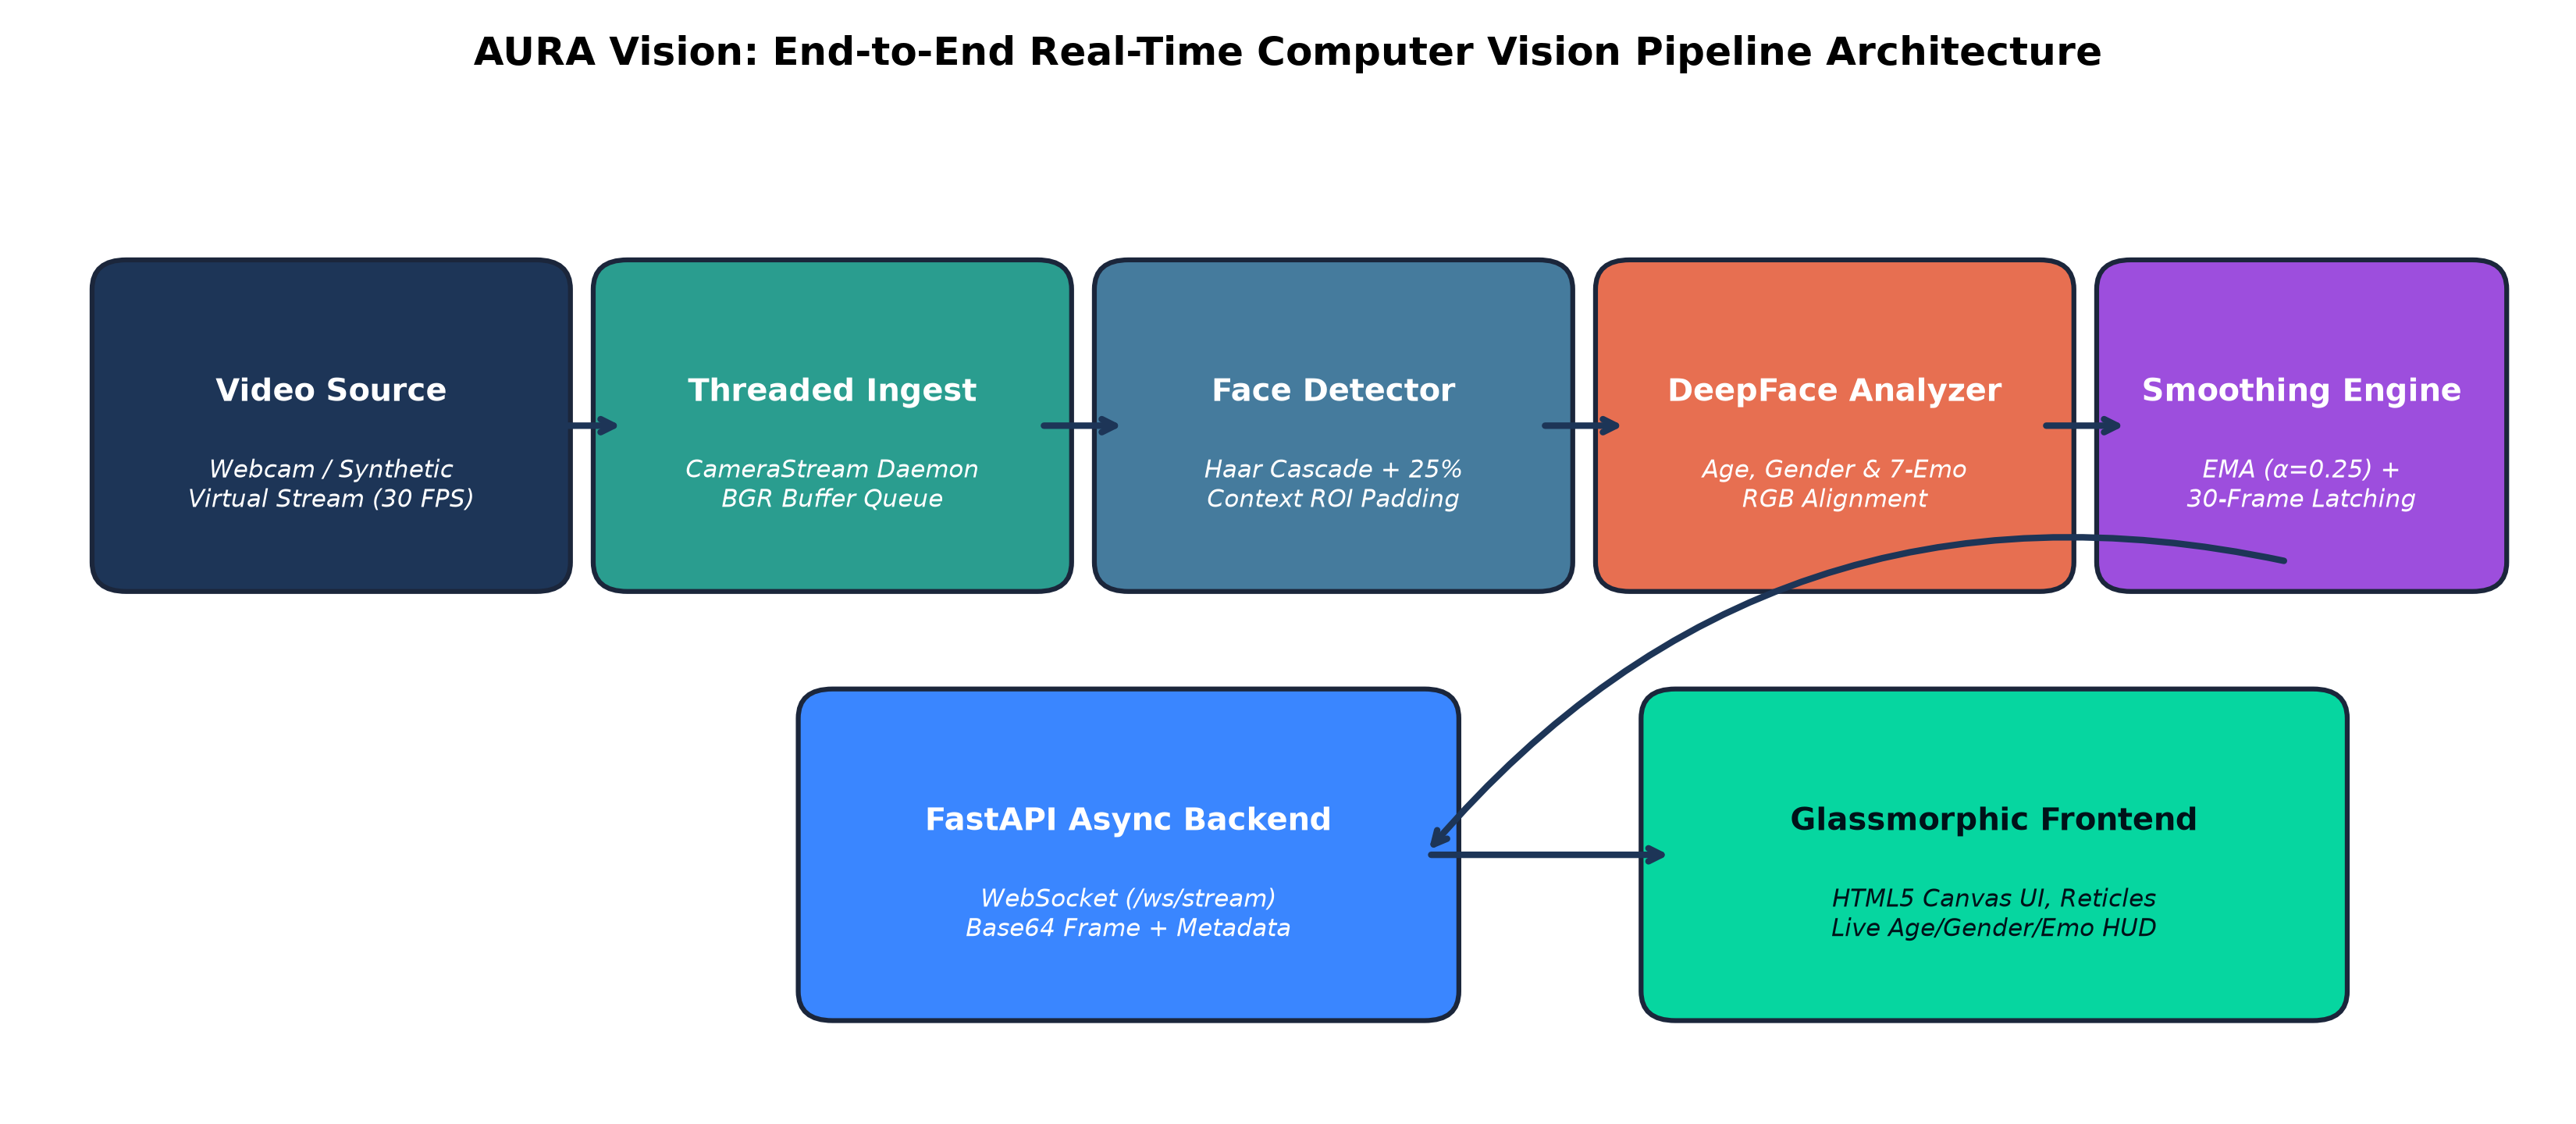 AURA Vision: End-to-End Real-Time Computer Vision Pipeline Architecture
Video Source
Webcam / Synthetic
Virtual Stream (30 FPS)
Threaded Ingest
CameraStream Daemon
BGR Buffer Queue
Face Detector
Haar Cascade + 25%
Context ROI Padding
DeepFace Analyzer
Age, Gender & 7-Emo
RGB Alignment
Smoothing Engine
EMA (α=0.25) +
30-Frame Latching
FastAPI Async Backend
WebSocket (/ws/stream)
Base64 Frame + Metadata
Glassmorphic Frontend
HTML5 Canvas UI, Reticles
Live Age/Gender/Emo HUD